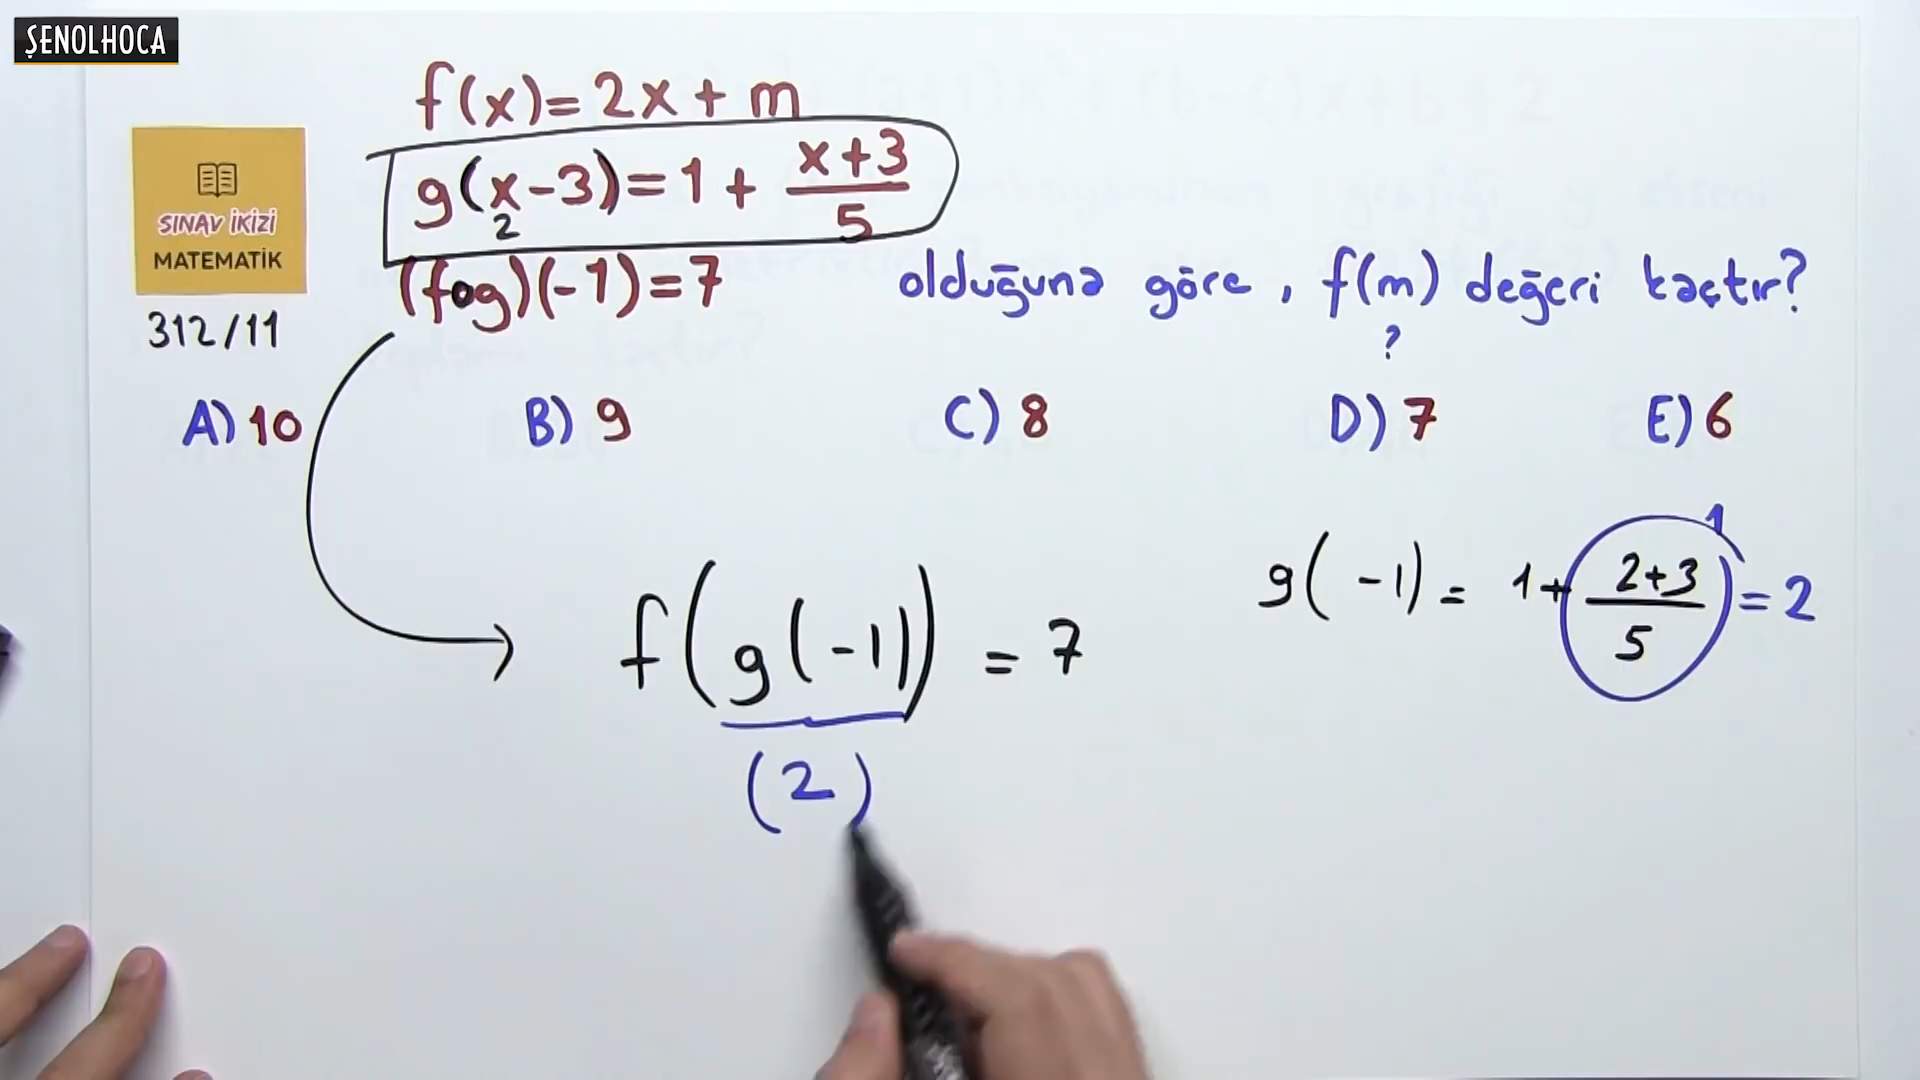 ŞENOLHOCA
f(x)=2x+m
g(x-3)=1+ x+3/5
2
(fog)(-1)=7 olduğuna göre, f(m) değeri kaçtır?
?
SINAV İKİZİ
MATEMATİK
312/11
A) 10 B) 9 C) 8 D) 7 E) 6
g(-1)= 1+ 2+3/5 =2
1
f(g(-1))=7
(2)